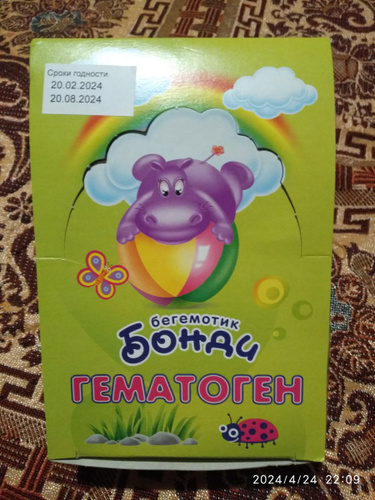 Сроки годности
20.02.2024
20.08.2024
бегемотик
Бонди
ГЕМАТОГЕН
2024/4/24 22:09